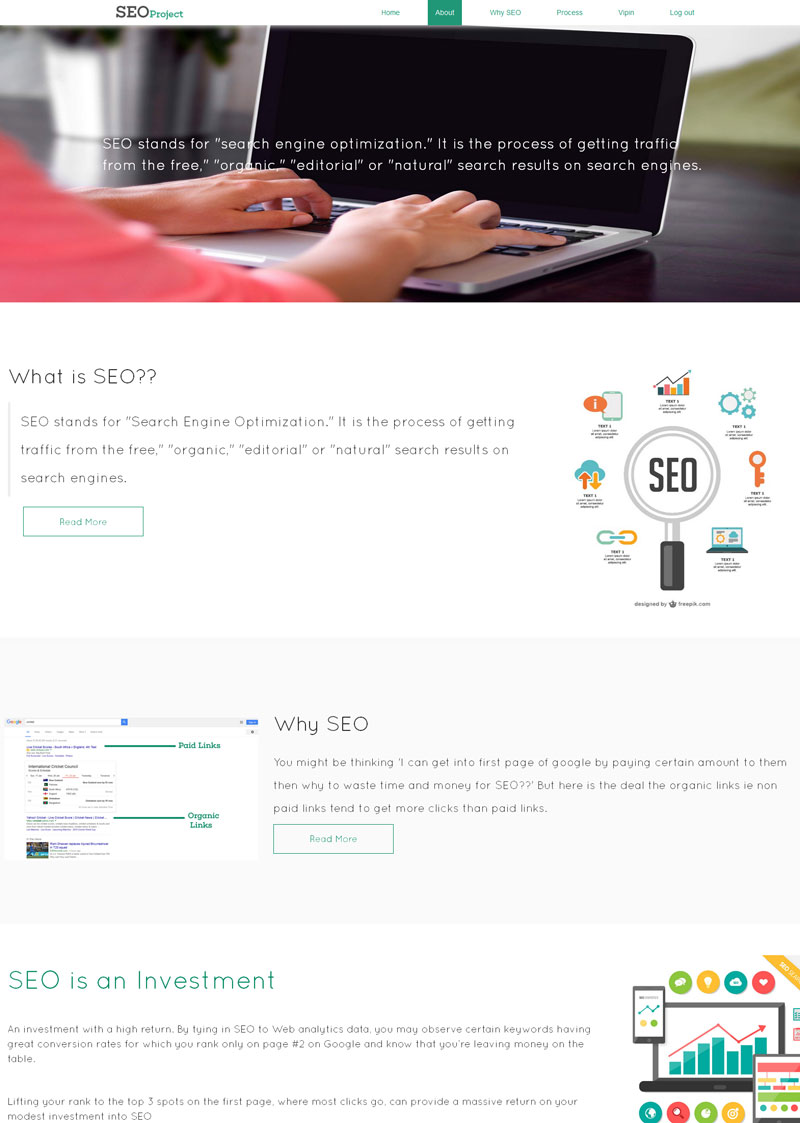 SEOProject
Home
About
Why SEO
Process
Vipin
Log out
SEO stands for "search engine optimization." It is the process of getting traffic
from the free," "organic," "editorial" or "natural" search results on search engines.
What is SEO??
SEO stands for "Search Engine Optimization." It is the process of getting
traffic from the free," "organic," "editorial" or "natural" search results on
search engines.
Read More
TEXT 1
TEXT 1
TEXT 1
SEO
TEXT 1
TEXT 1
TEXT 1
TEXT 1
designed by freepik.com
Google
Paid Links
International Cricket Council
Organic
Links
Why SEO
You might be thinking 'I can get into first page of google by paying certain amount to them
then why to waste time and money for SEO??' But here is the deal the organic links ie non
paid links tend to get more clicks than paid links.
Read More
SEO is an Investment
An investment with a high return. By tying in SEO to Web analytics data, you may observe certain keywords having
great conversion rates for which you rank only on page #2 on Google and know that you're leaving money on the
table.
Lifting your rank to the top 3 spots on the first page, where most clicks go, can provide a massive return on your
modest investment into SEO